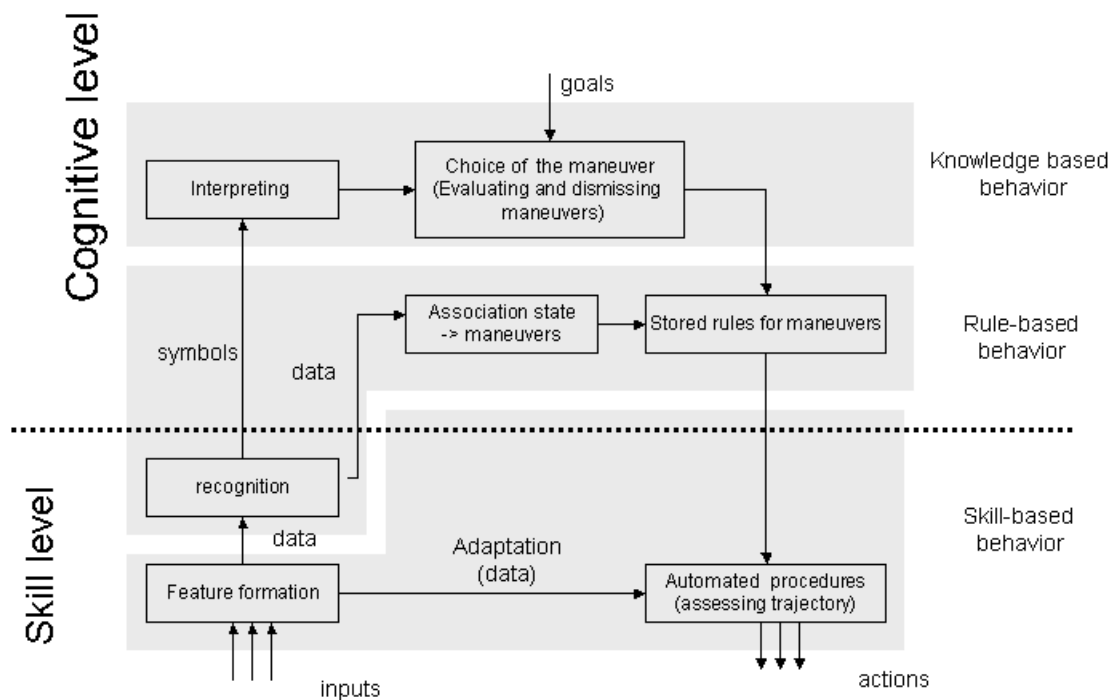 Cognitive level
goals
Choice of the maneuver
(Evaluating and dismissing
maneuvers)
Interpreting
Knowledge based
behavior
Association state
-> maneuvers
Stored rules for maneuvers
Rule-based
behavior
symbols
data
Skill level
recognition
data
Skill-based
behavior
Adaptation
(data)
Feature formation
Automated procedures
(assessing trajectory)
inputs
actions